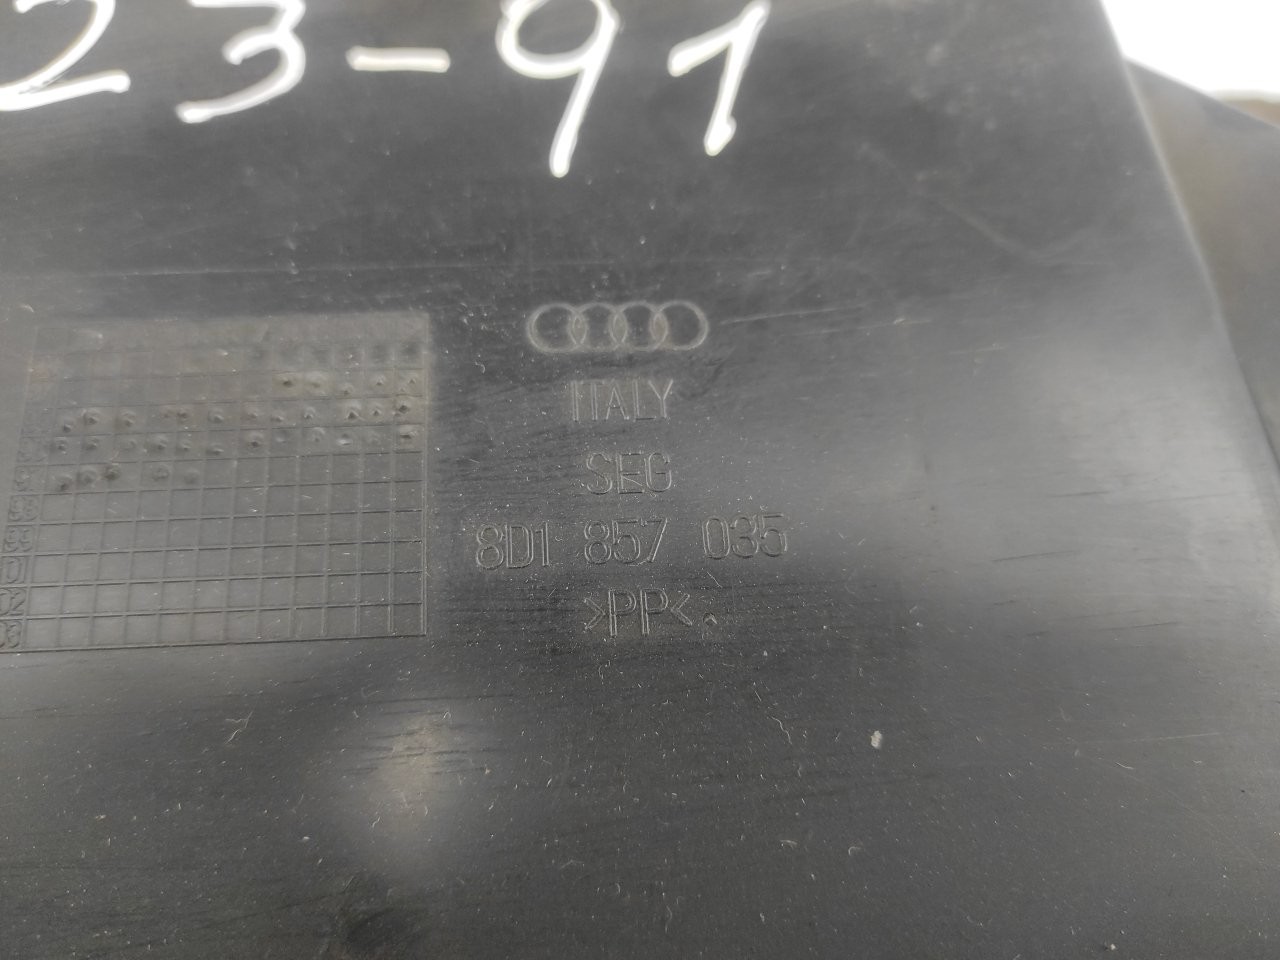 23-91
ITALY
SEG
8D1 857 035
>PP<.